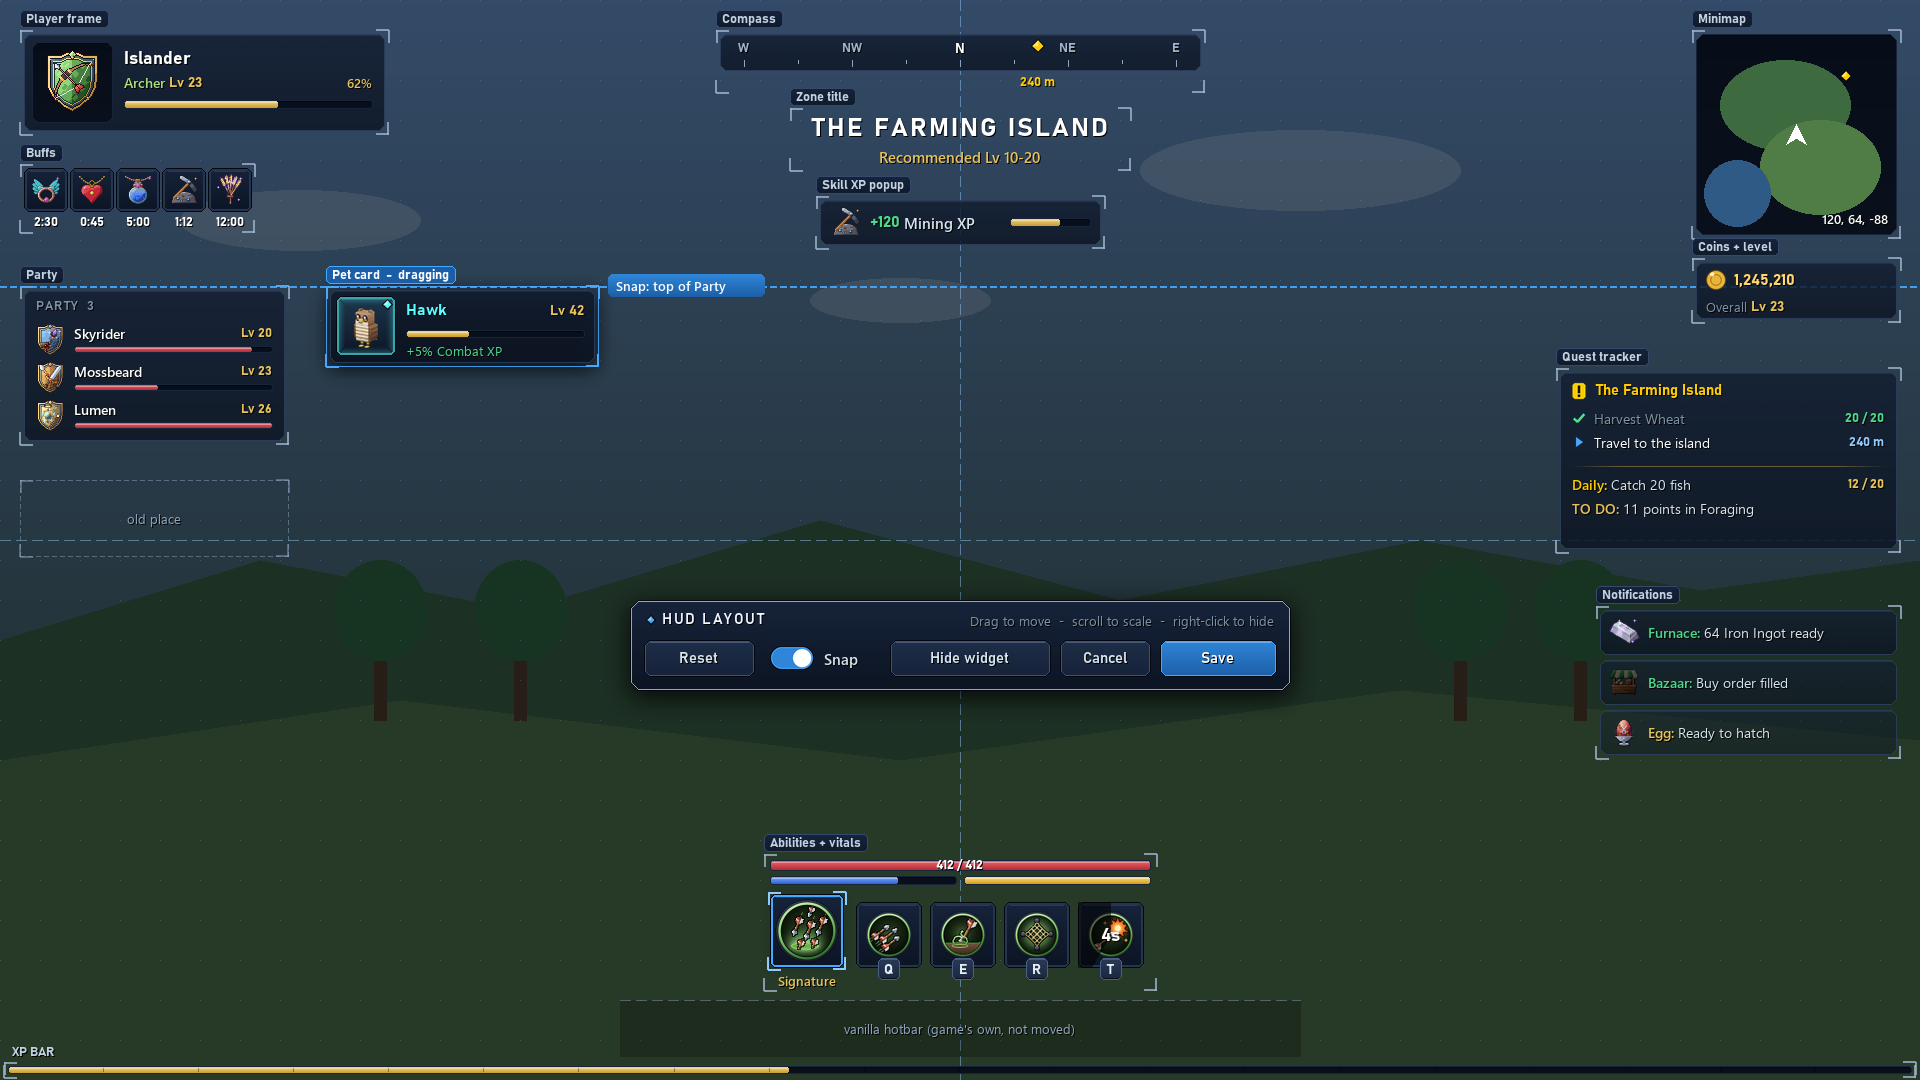 Player frame
Islander
Archer Lv 23
62%
Buffs
2:30
0:45
5:00
1:12
12:00
Compass
W
NW
N
NE
E
240 m
Zone title
THE FARMING ISLAND
Recommended Lv 10-20
Skill XP popup
+120 Mining XP
Minimap
120, 64, -88
Coins + level
1,245,210
Overall Lv 23
Party
PARTY 3
Skyrider
Lv 20
Mossbeard
Lv 23
Lumen
Lv 26
Pet card - dragging
Hawk
Lv 42
+5% Combat XP
Snap: top of Party
old place
Quest tracker
The Farming Island
Harvest Wheat
20 / 20
Travel to the island
240 m
Daily: Catch 20 fish
12 / 20
TO DO: 11 points in Foraging
HUD LAYOUT
Drag to move - scroll to scale - right-click to hide
Reset
Snap
Hide widget
Cancel
Save
Notifications
Furnace: 64 Iron Ingot ready
Bazaar: Buy order filled
Egg: Ready to hatch
Abilities + vitals
412 / 412
4s
Q
E
R
T
Signature
vanilla hotbar (game's own, not moved)
XP BAR